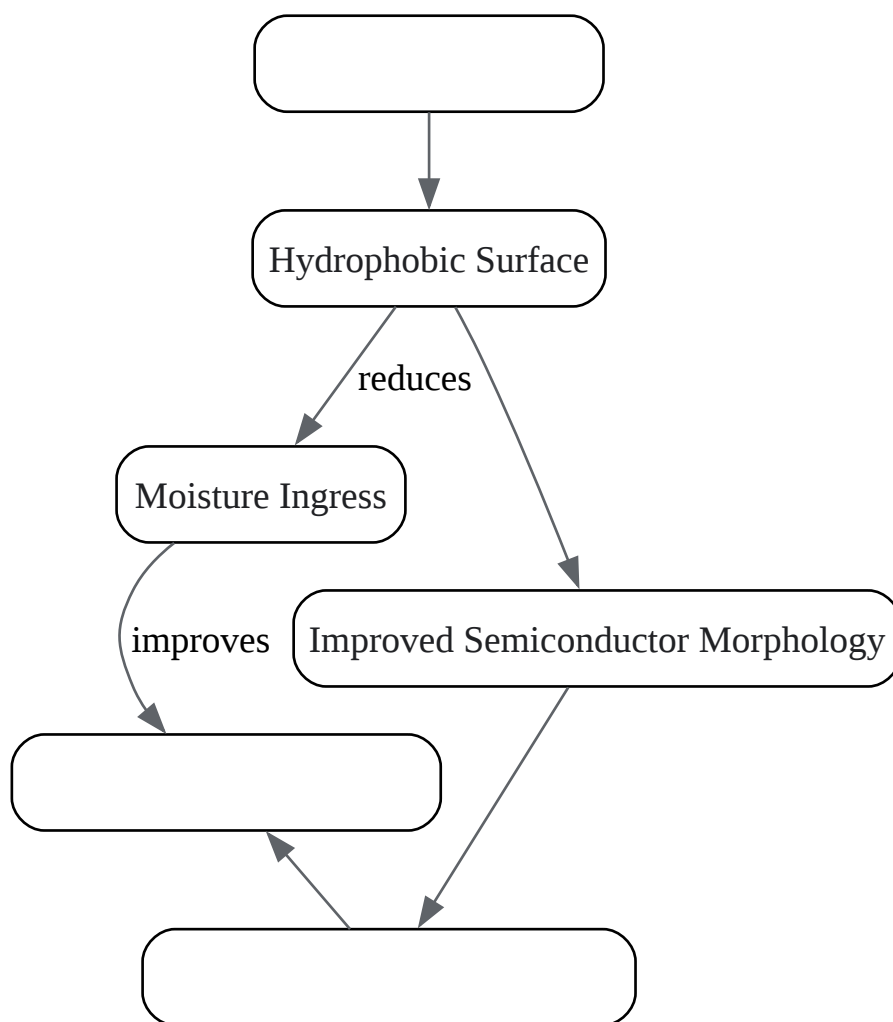 Hydrophobic Surface
reduces
Moisture Ingress
improves
Improved Semiconductor Morphology